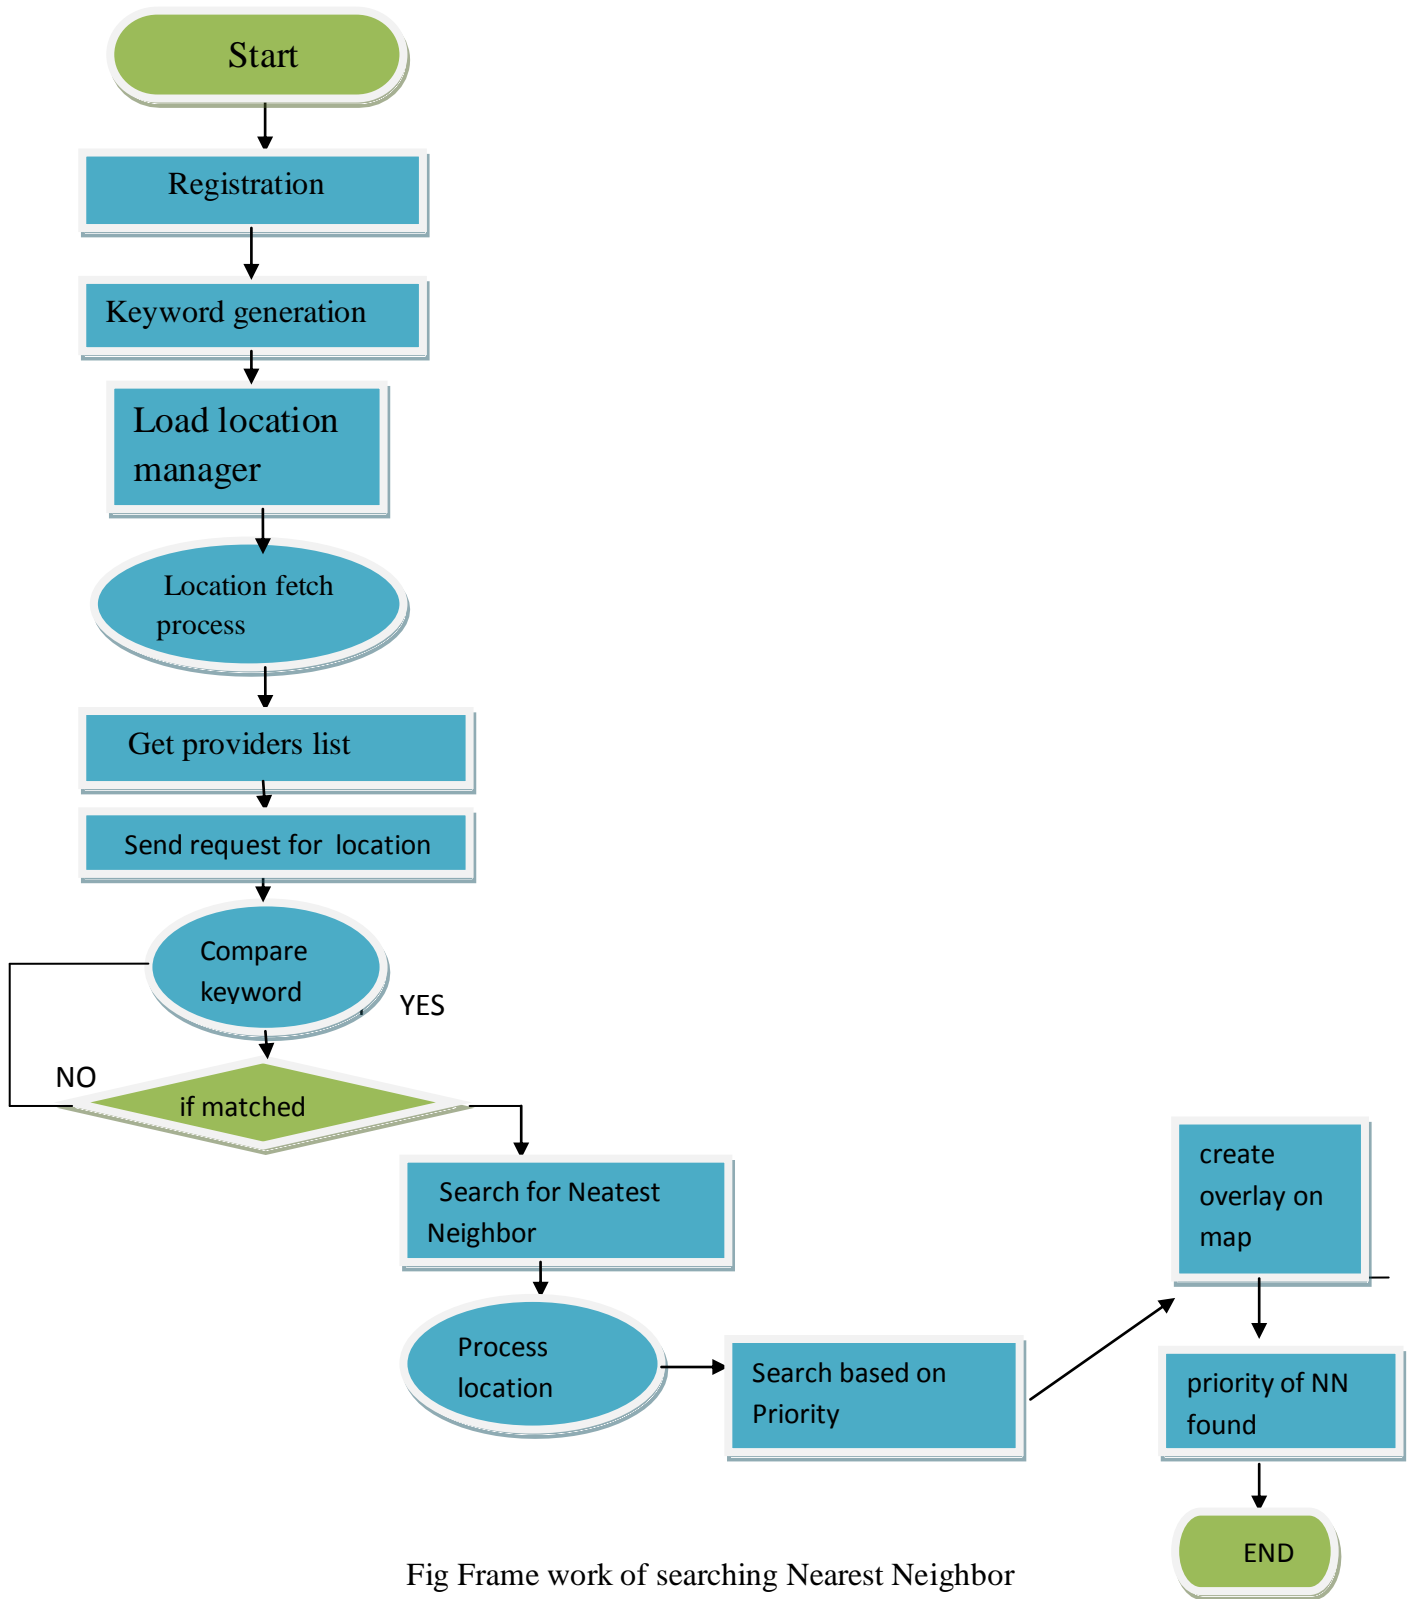 Start
Registration
Keyword generation
Load location
manager
Location fetch
process
Get providers list
Send request for location
Compare
keyword
YES
NO
if matched
Search for Neatest
Neighbor
Process
location
Search based on
Priority
create
overlay on
map
priority of NN
found
END
Fig Frame work of searching Nearest Neighbor